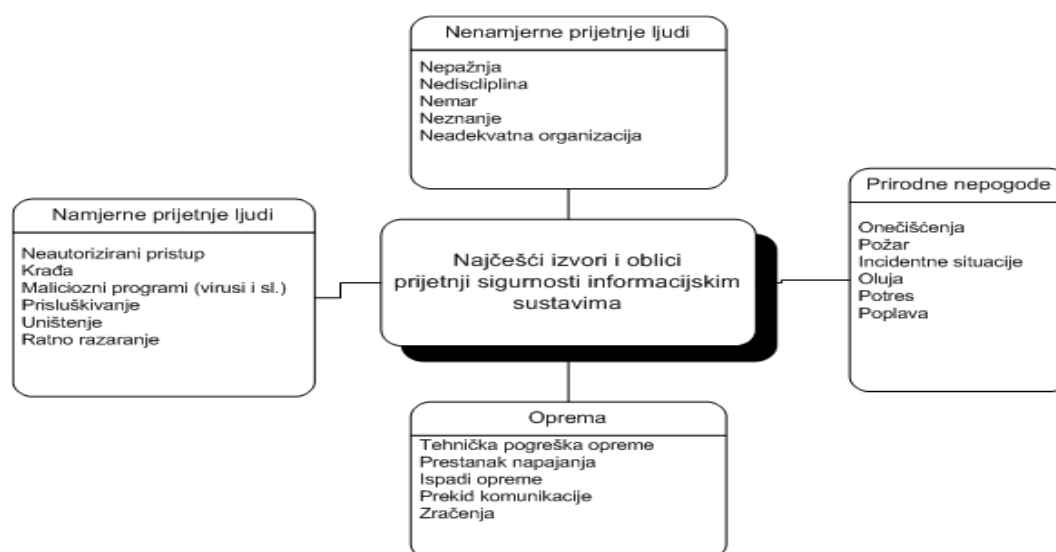 Nenamjerne prijetnje ljudi
Nepažnja
Nediscliplina
Nemar
Neznanje
Neadekvatna organizacija
Namjerne prijetnje ljudi
Neautorizirani pristup
Krađa
Maliciozni programi (virusi i sl.)
Prisluškivanje
Uništenje
Ratno razaranje
Najčešći izvori i oblici
prijetnji sigurnosti informacijskim
sustavima
Prirodne nepogode
Onečišćenja
Požar
Incidentne situacije
Oluja
Potres
Poplava
Oprema
Tehnička pogreška opreme
Prestanak napajanja
Ispadi opreme
Prekid komunikacije
Zračenja